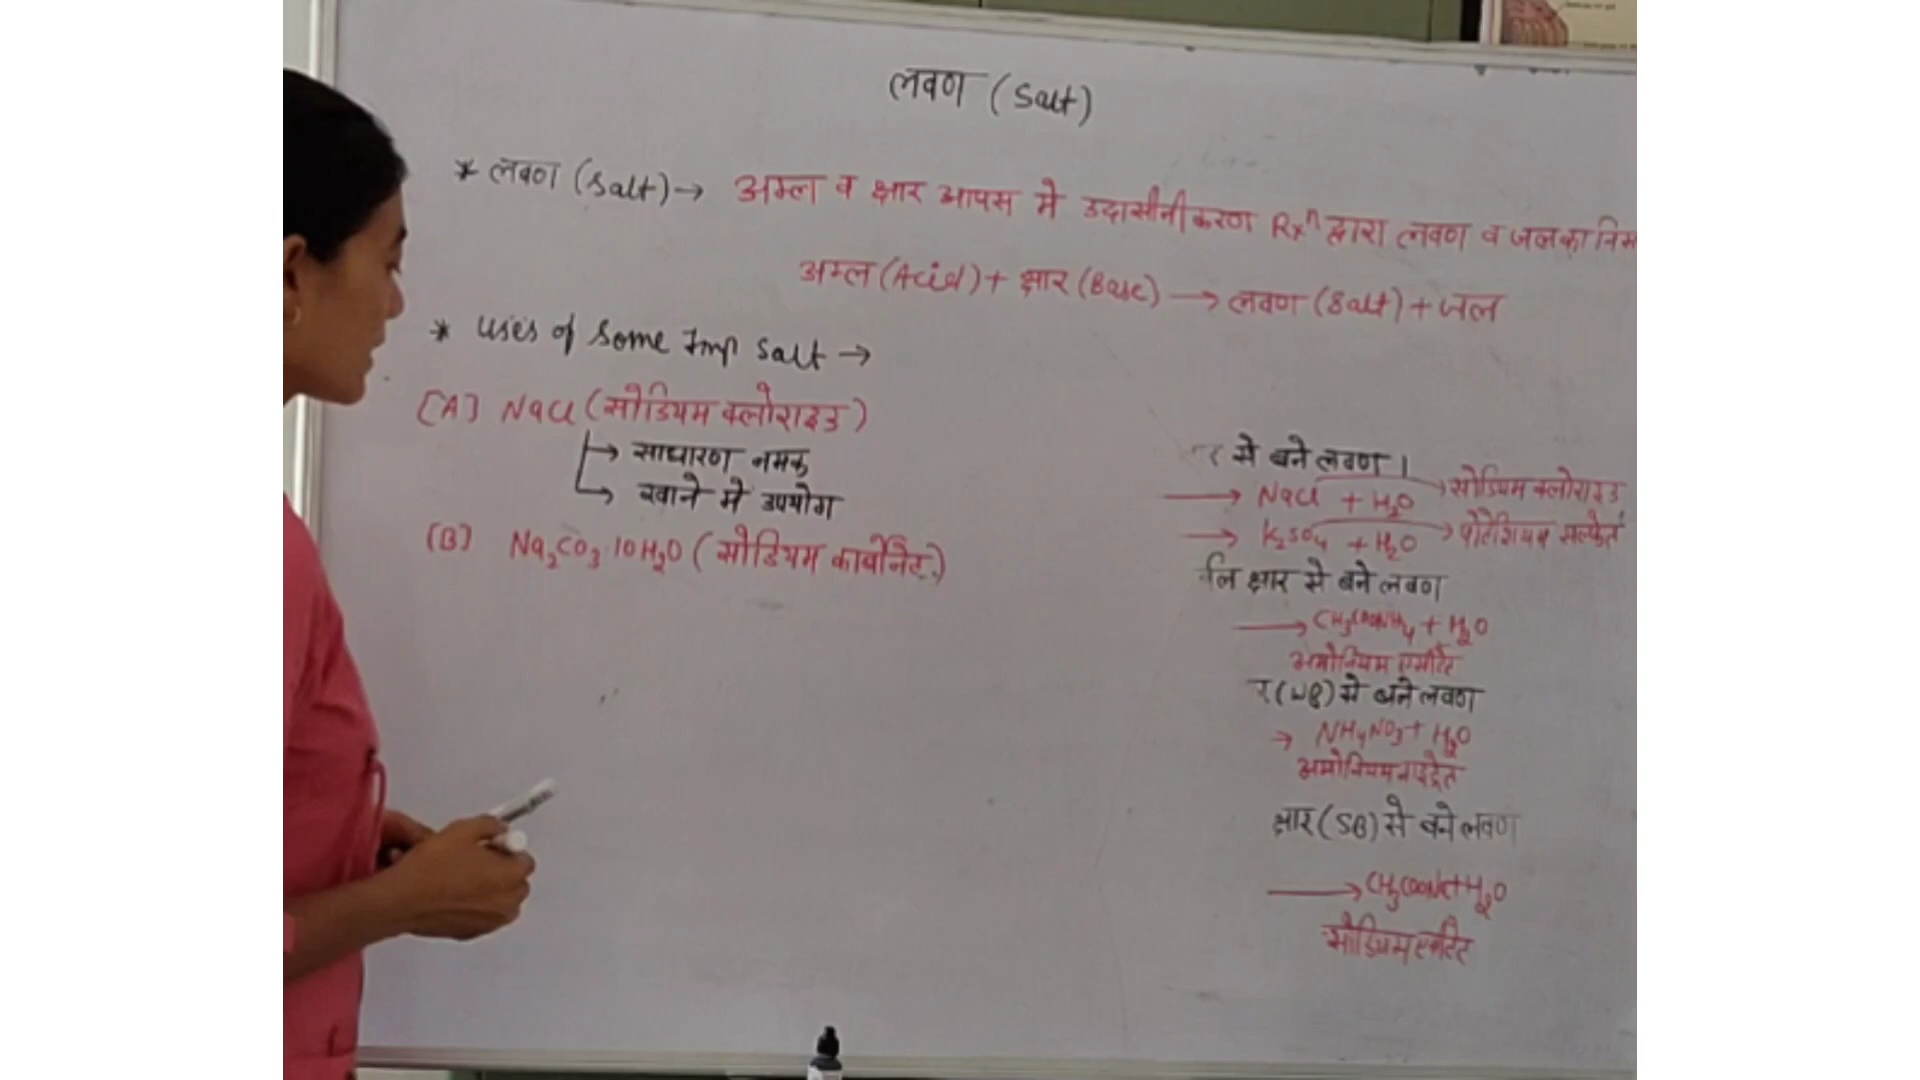 लवण (Salt)
* लवण (Salt) → अम्ल व क्षार आपस मे उदासीनीकरण Rxⁿ द्वारा लवण व जल का निम
अम्ल (Acid) + क्षार (Base) → लवण (Salt) + जल
* Uses of Some Imp Salt →
[A] NaCl (सोडियम क्लोराइड)
→ साधारण नमक
→ खाने मे उपयोग
[B] Na₂CO₃·10H₂O (सोडियम कार्बोनेट)
से बने लवण ।
→ NaCl + H₂O → सोडियम क्लोराइड
→ K₂SO₄ + H₂O → पोटेशियम सल्फेट
क्षार से बने लवण
→ CH₃COONH₄ + H₂O
अमोनियम एसीटेट
र (WB) से बने लवण
→ NH₄NO₃ + H₂O
अमोनियम नाइट्रेट
क्षार (SB) से बने लवण
→ CH₃COONa + H₂O
सोडियम एसीटेट